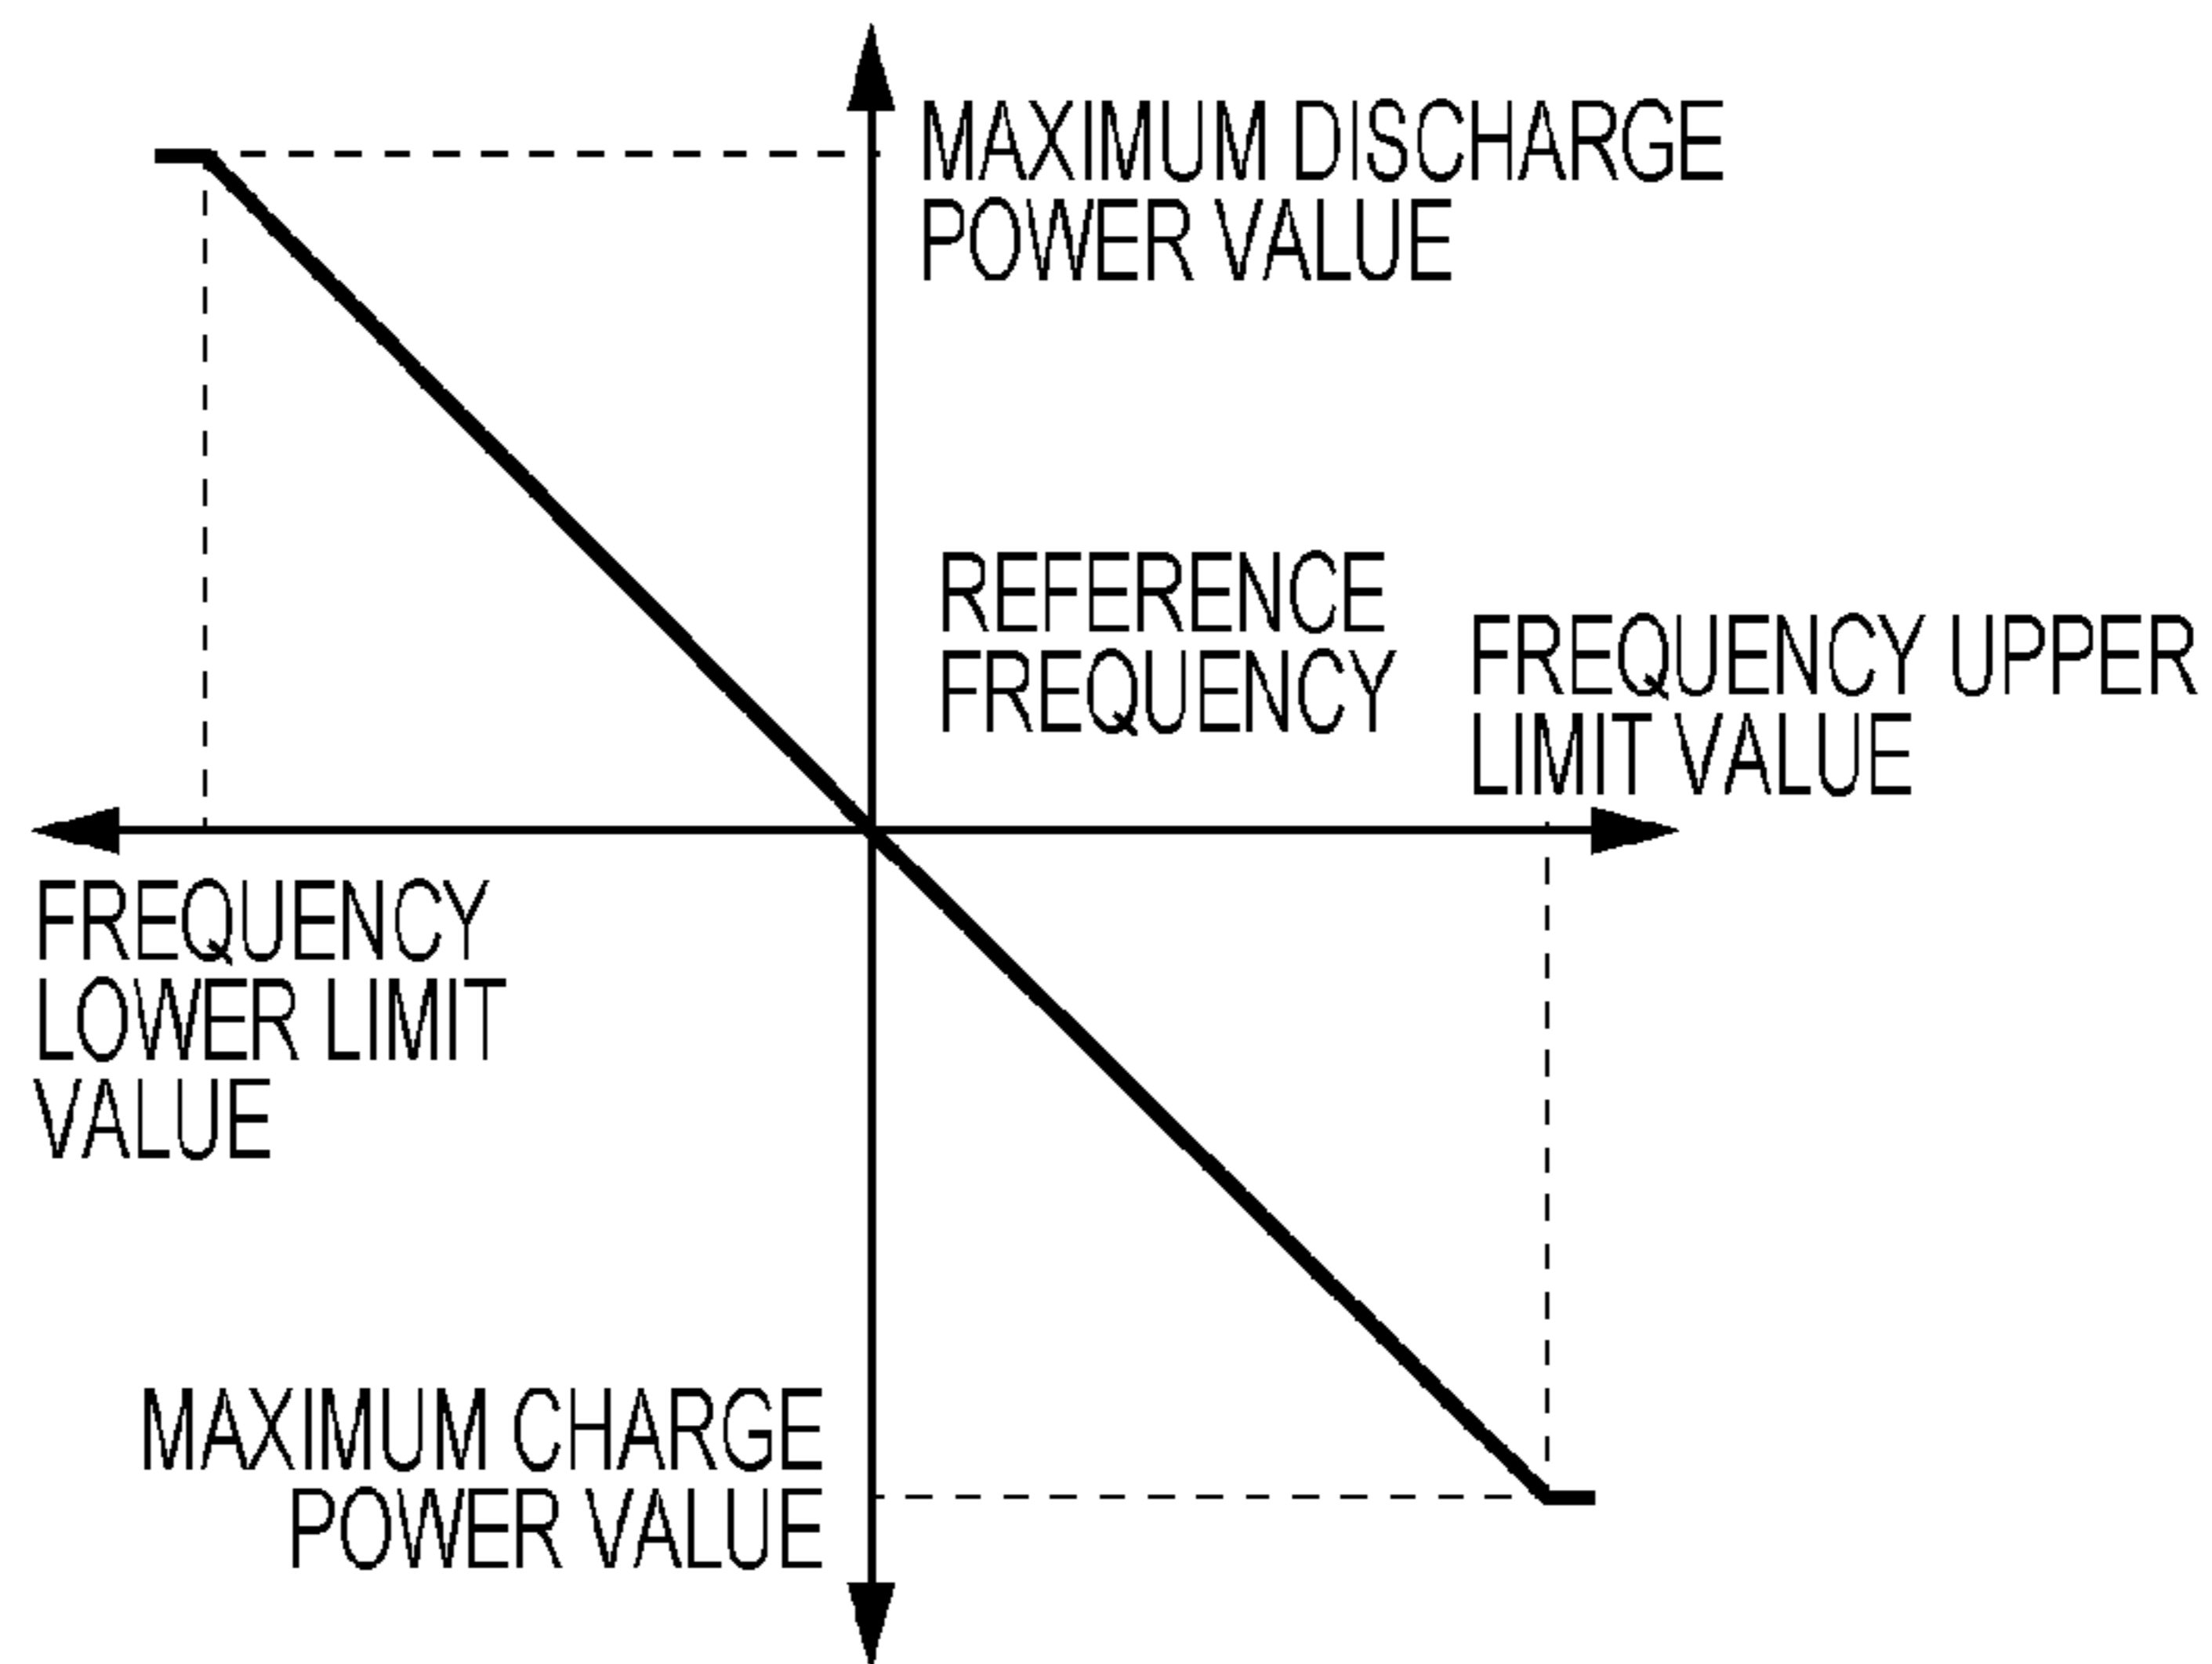 MAXIMUM DISCHARGE
POWER VALUE
REFERENCE
FREQUENCY
FREQUENCY UPPER
LIMIT VALUE
FREQUENCY
LOWER LIMIT
VALUE
MAXIMUM CHARGE
POWER VALUE